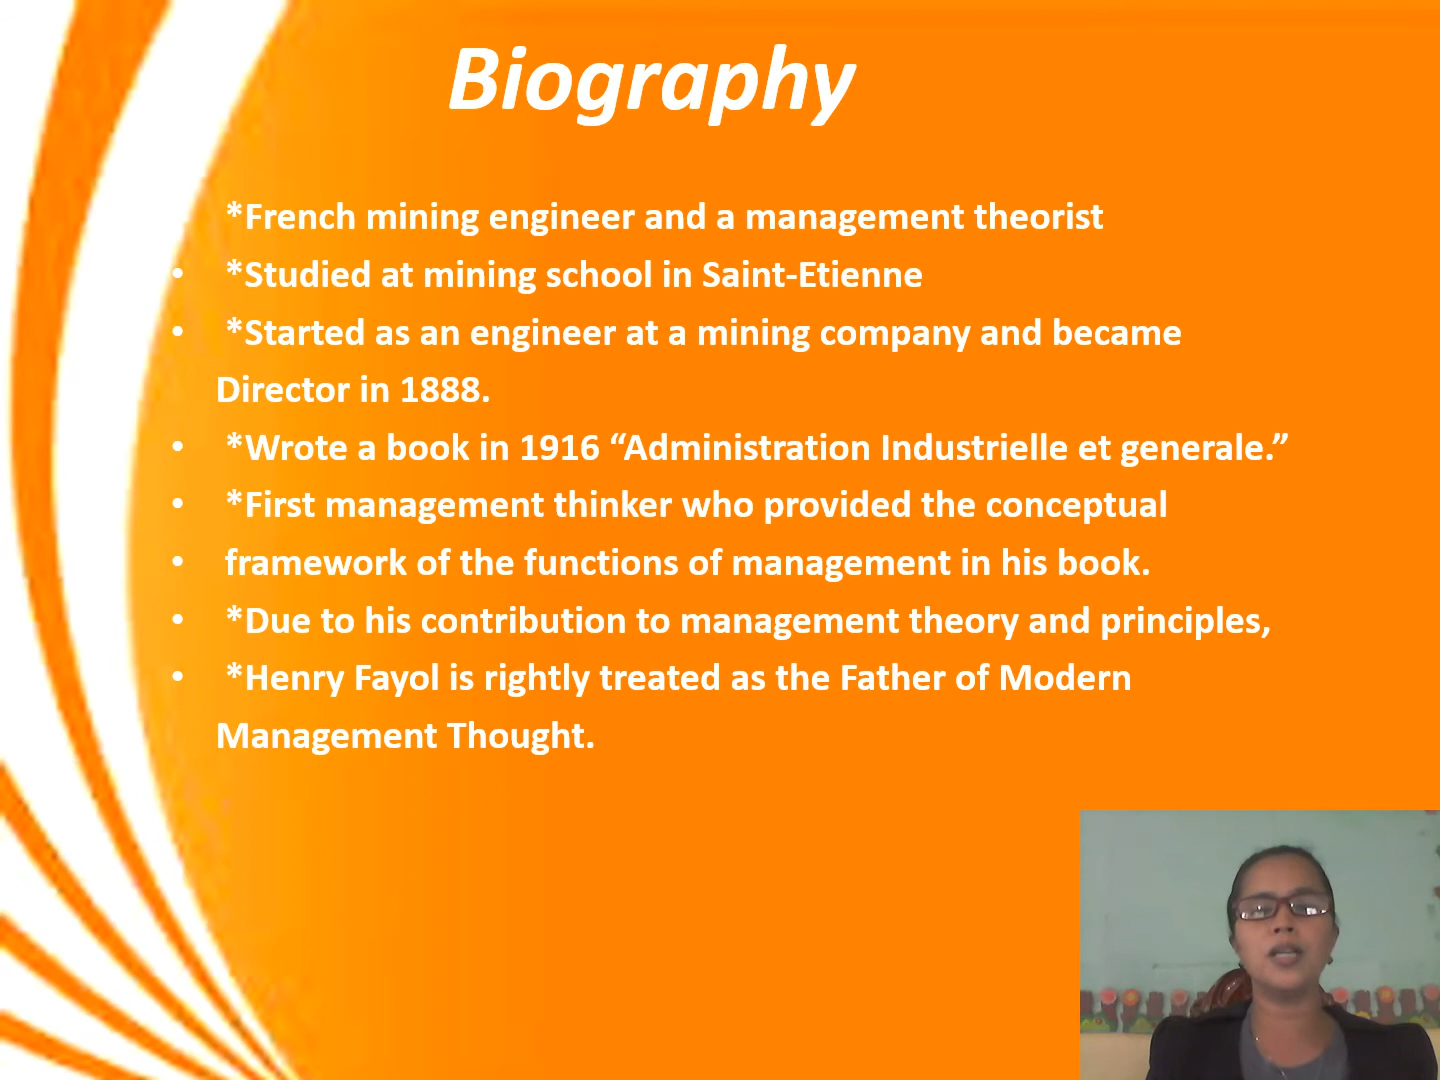 Biography
*French mining engineer and a management theorist
• *Studied at mining school in Saint-Etienne
• *Started as an engineer at a mining company and became
Director in 1888.
• *Wrote a book in 1916 “Administration Industrielle et generale.”
• *First management thinker who provided the conceptual
• framework of the functions of management in his book.
• *Due to his contribution to management theory and principles,
• *Henry Fayol is rightly treated as the Father of Modern
Management Thought.